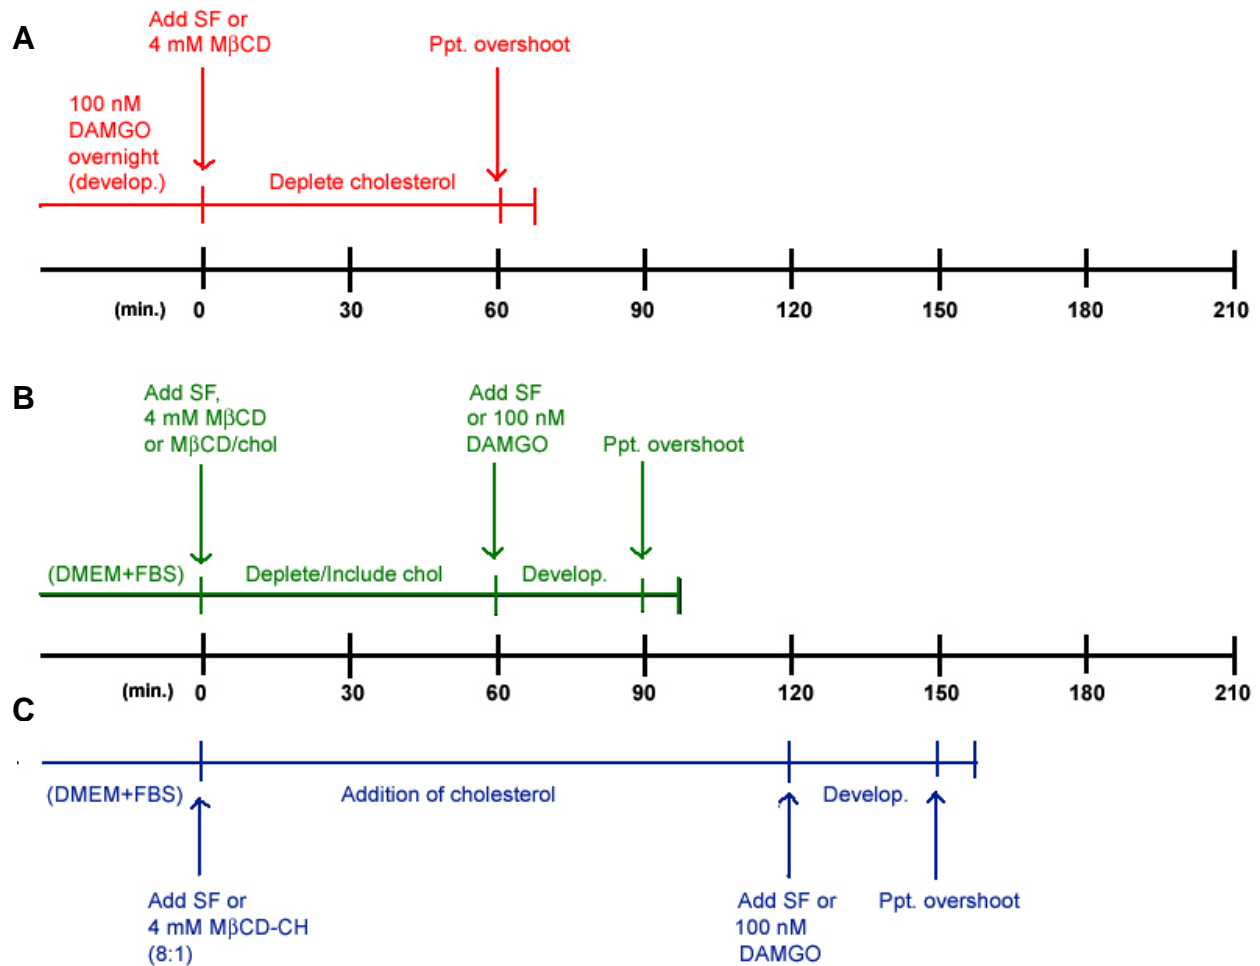 A
Add SF or
4 mM MβCD
Ppt. overshoot
100 nM
DAMGO
overnight
(develop.)
Deplete cholesterol
(min.) 0 30 60 90 120 150 180 210
B
Add SF,
4 mM MβCD
or MβCD/chol
Add SF
or 100 nM
DAMGO
Ppt. overshoot
(DMEM+FBS) Deplete/Include chol Develop.
(min.) 0 30 60 90 120 150 180 210
C
(DMEM+FBS) Addition of cholesterol Develop.
Add SF or
4 mM MβCD-CH
(8:1)
Add SF or
100 nM
DAMGO
Ppt. overshoot